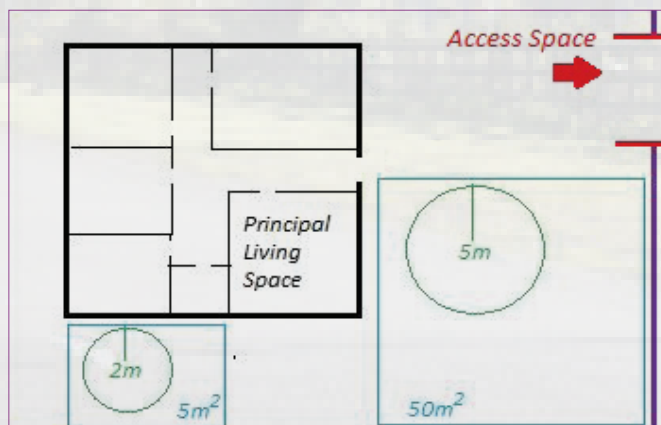 Access Space
Principal
Living
Space
5m
2m
5m²
50m²